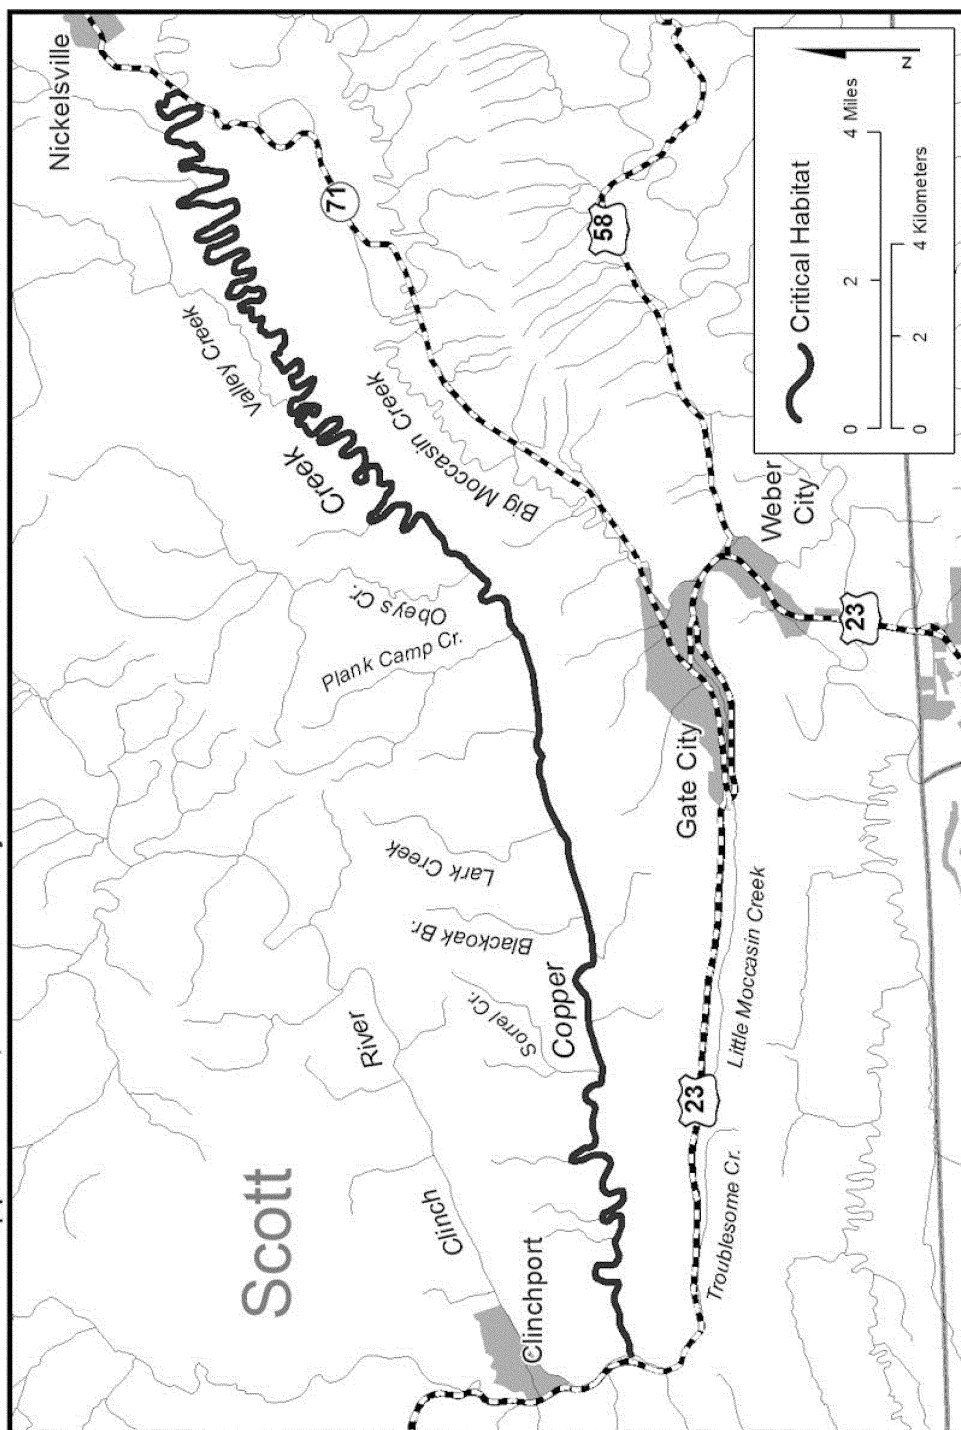 Nickelsville
Valley Creek
Scott
Copper
Creek
71
Clinch
River
Plank Camp Cr.
Obeys Cr.
Lark Creek
Big Moccasin Creek
Blackoak Br.
Sorrel Cr.
Clinchport
58
Gate City
23
Troublesome Cr.
Little Moccasin Creek
Weber
City
23
Critical Habitat
0 2 4 Miles
0 2 4 Kilometers
N